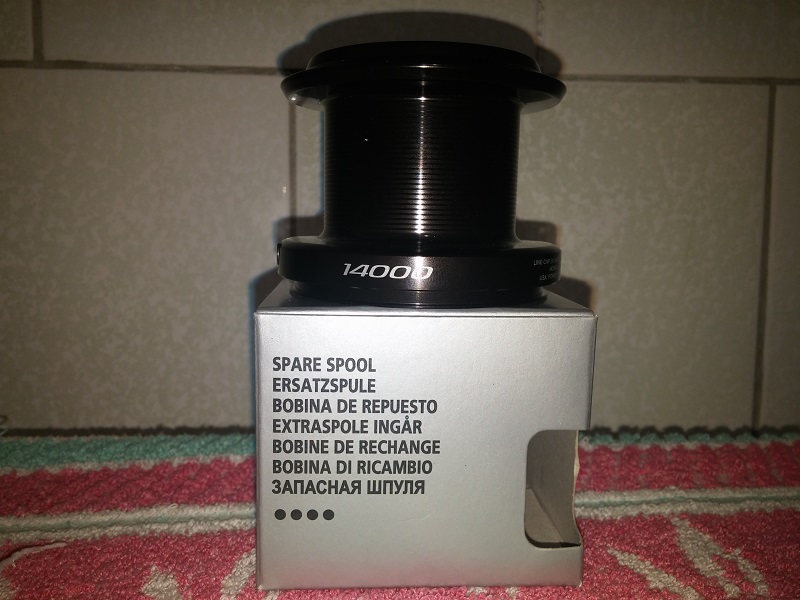 14000
SPARE SPOOL
ERSATZSPULE
BOBINA DE REPUESTO
EXTRASPOLE INGÅR
BOBINE DE RECHANGE
BOBINA DI RICAMBIO
ЗАПАСНАЯ ШПУЛЯ